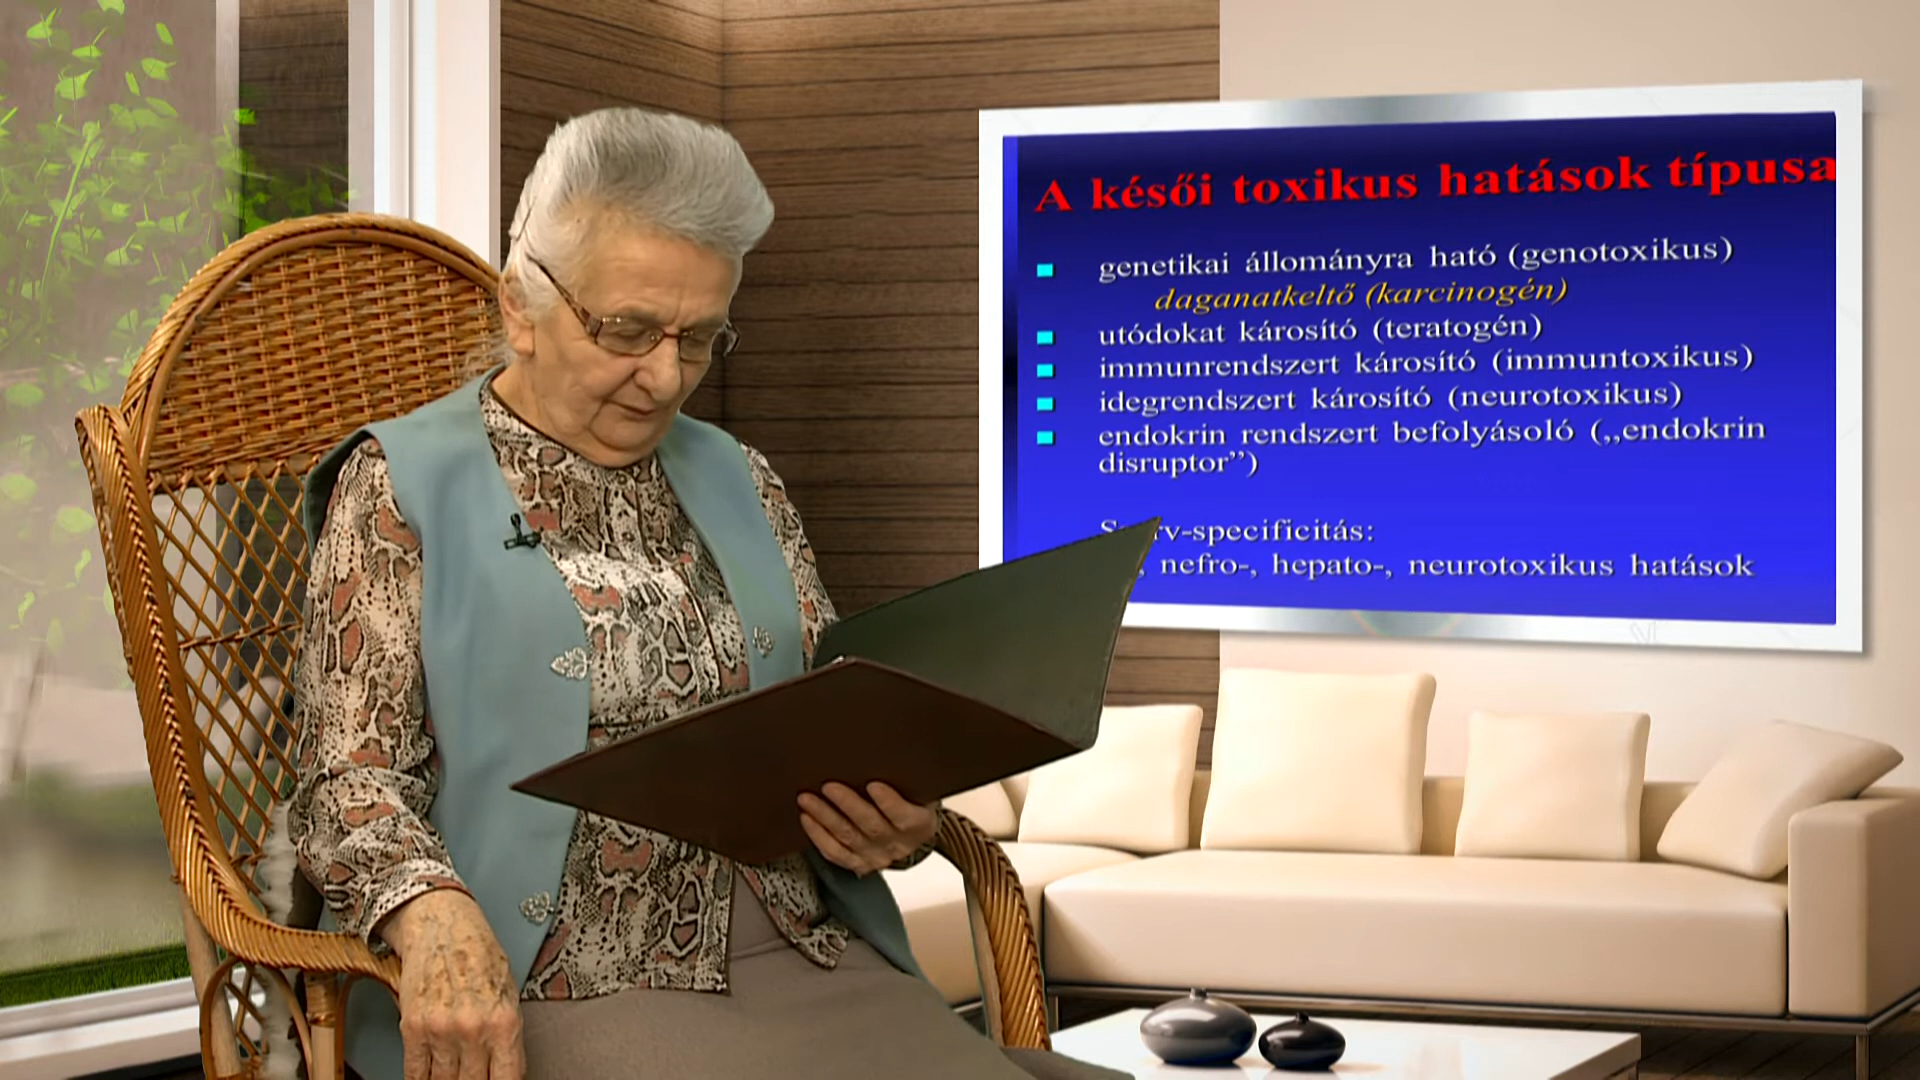 A késői toxikus hatások típusa
genetikai állományra ható (genotoxikus)
daganatkeltő (karcinogén)
utódokat károsító (teratogén)
immunrendszert károsító (immuntoxikus)
idegrendszert károsító (neurotoxikus)
endokrin rendszert befolyásoló („endokrin
disruptor”)
-specificitás:
, nefro-, hepato-, neurotoxikus hatások